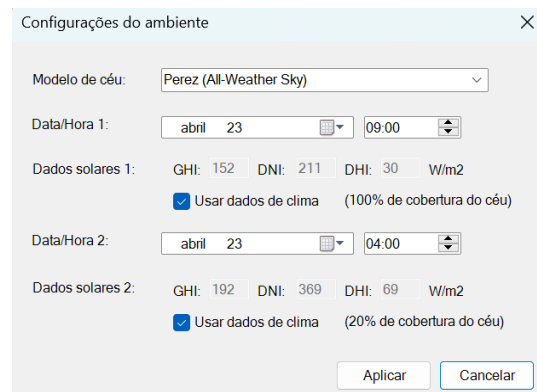 Configurações do ambiente
Modelo de céu: Perez (All-Weather Sky)
Data/Hora 1: abril 23 09:00
Dados solares 1: GHI: 152 DNI: 211 DHI: 30 W/m2
Usar dados de clima (100% de cobertura do céu)
Data/Hora 2: abril 23 04:00
Dados solares 2: GHI: 192 DNI: 369 DHI: 69 W/m2
Usar dados de clima (20% de cobertura do céu)
Aplicar Cancelar